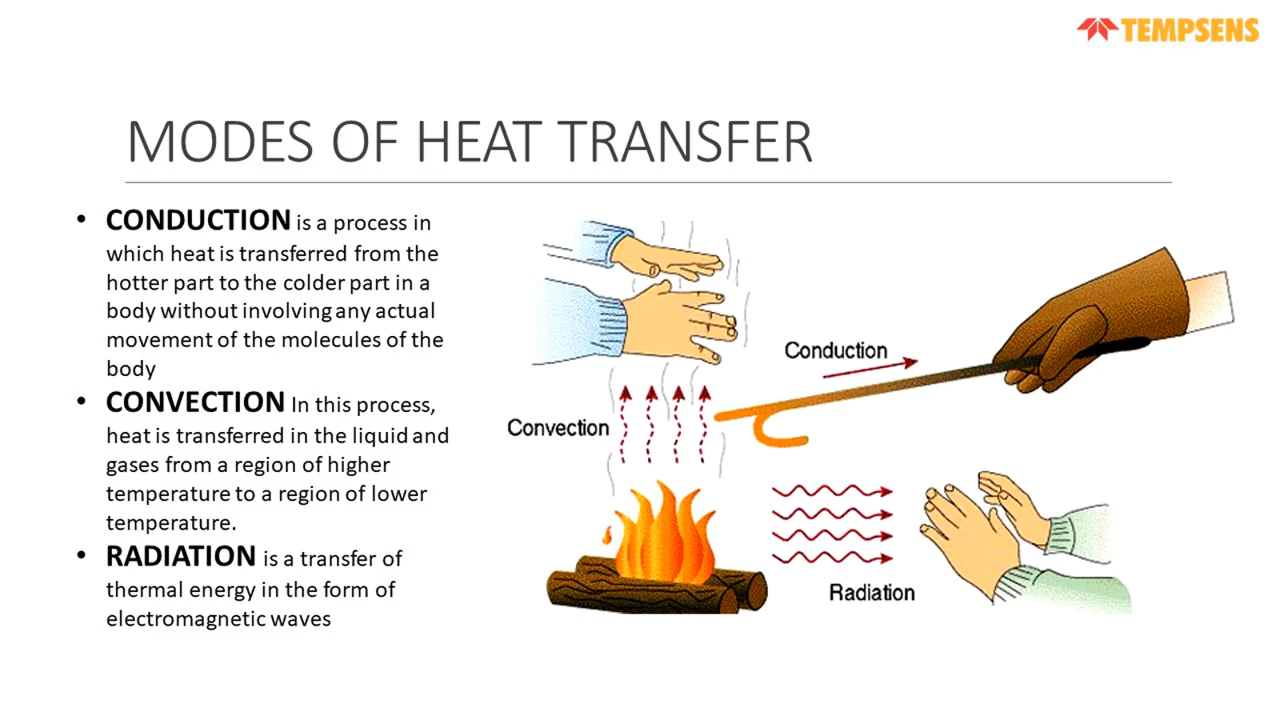 TEMPSENS
MODES OF HEAT TRANSFER
• CONDUCTION is a process in
which heat is transferred from the
hotter part to the colder part in a
body without involving any actual
movement of the molecules of the
body
• CONVECTION In this process,
heat is transferred in the liquid and
gases from a region of higher
temperature to a region of lower
temperature.
• RADIATION is a transfer of
thermal energy in the form of
electromagnetic waves
Conduction
Convection
Radiation